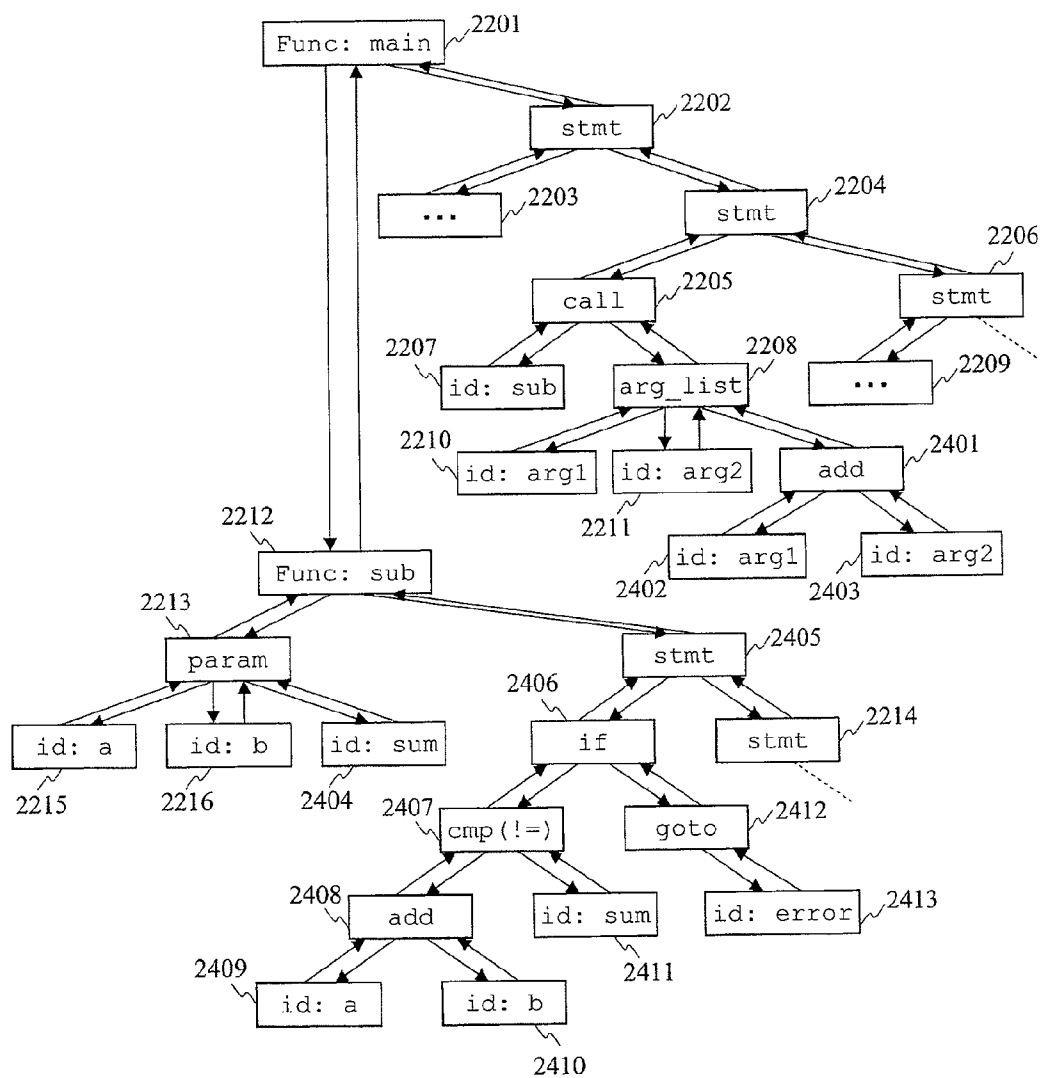 2201
Func: main
2202
stmt
2203
...
2204
stmt
2205
call
2206
stmt
2207
id: sub
2208
arg_list
2209
...
2210
id: arg1
id: arg2
2211
2401
add
id: arg1
2402
id: arg2
2403
2212
Func: sub
2213
param
2405
stmt
id: a
2215
id: b
2216
id: sum
2404
2406
if
2214
stmt
2407
cmp(!=)
2412
goto
2408
add
id: sum
2411
id: error
2413
2409
id: a
id: b
2410